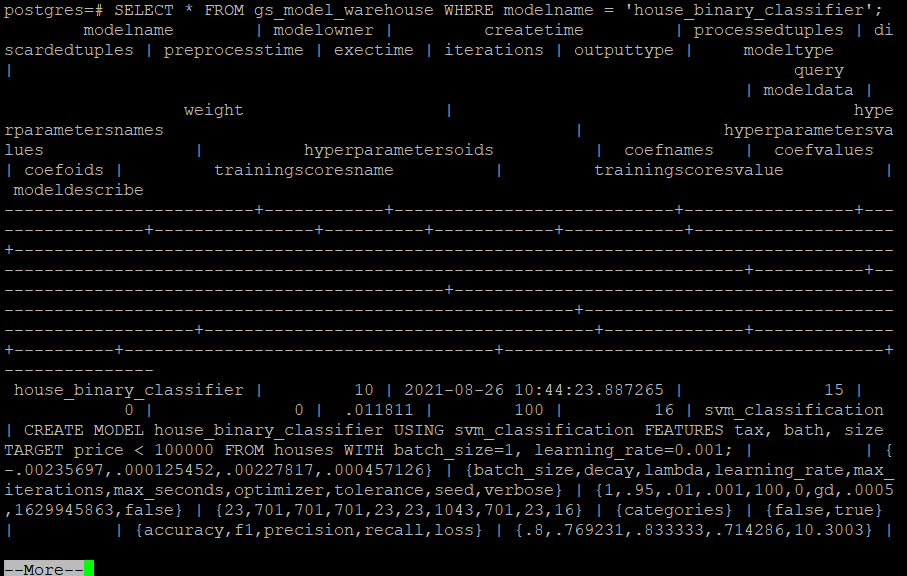 postgres=# SELECT * FROM gs_model_warehouse WHERE modelname = 'house_binary_classifier';
        modelname        | modelowner |         createtime         | processedtuples | di
scardedtuples | preprocesstime | exectime | iterations | outputtype |     modeltype
|                                                                              query
                                                                          | modeldata |
                  weight                    |                                        hype
rparametersnames                                         |              hyperparametersva
lues               |          hyperparametersoids          |  coefnames   |  coefvalues
| coefoids |         trainingscoresname          |         trainingscoresvalue          |
 modeldescribe
-------------------------+------------+----------------------------+-----------------+---
--------------+----------------+----------+------------+------------+--------------------
+----------------------------------------------------------------------------------------
--------------------------------------------------------------------------+-----------+--
--------------------------------------------+--------------------------------------------
---------------------------------------------------------+-------------------------------
-------------------+---------------------------------------+--------------+--------------
+----------+-------------------------------------+--------------------------------------+
---------------
 house_binary_classifier |         10 | 2021-08-26 10:44:23.887265 |              15 |
            0 |              0 |  .011811 |        100 |         16 | svm_classification
| CREATE MODEL house_binary_classifier USING svm_classification FEATURES tax, bath, size
TARGET price < 100000 FROM houses WITH batch_size=1, learning_rate=0.001; |           | {
-.00235697,.000125452,.00227817,.000457126} | {batch_size,decay,lambda,learning_rate,max_
iterations,max_seconds,optimizer,tolerance,seed,verbose} | {1,.95,.01,.001,100,0,gd,.0005
,1629945863,false} | {23,701,701,701,23,23,1043,701,23,16} | {categories} | {false,true}
|          | {accuracy,f1,precision,recall,loss} | {.8,.769231,.833333,.714286,10.3003} |
--More--